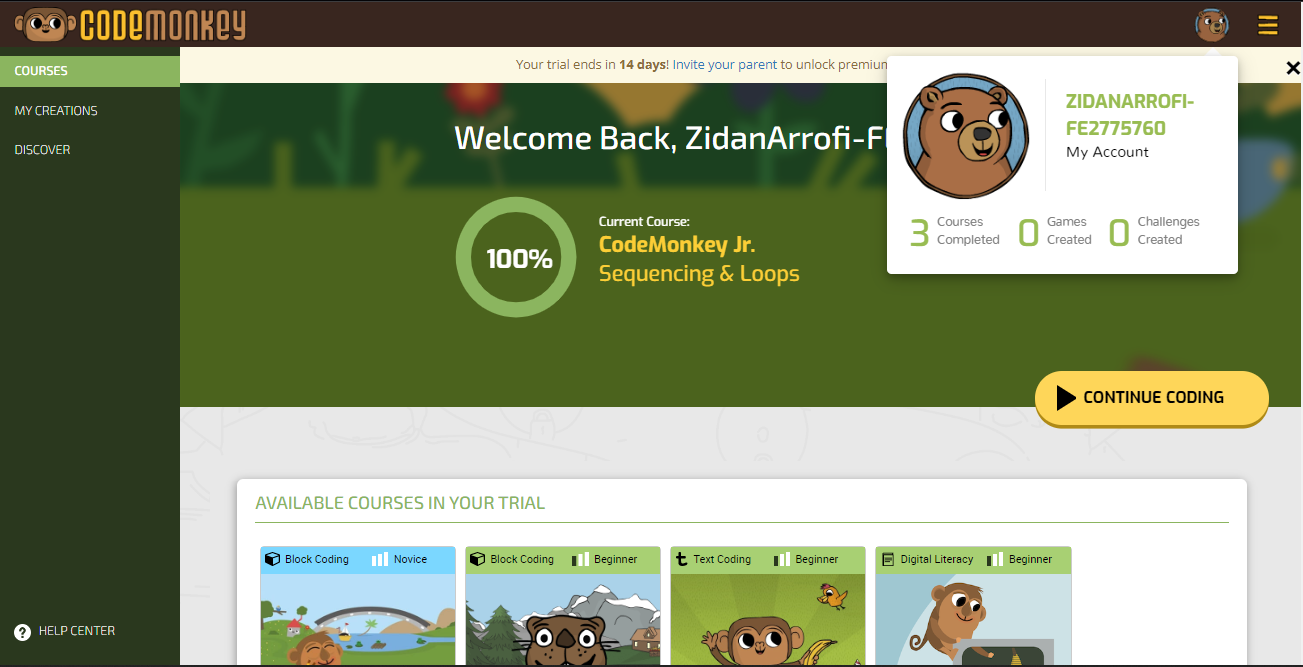 CODEMONKEY
COURSES
MY CREATIONS
DISCOVER
HELP CENTER
Your trial ends in 14 days! Invite your parent to unlock premium
Welcome Back, ZidanArrofi-F
100%
Current Course:
CodeMonkey Jr.
Sequencing & Loops
ZIDANARROFI-
FE2775760
My Account
3 Courses Completed
0 Games Created
0 Challenges Created
CONTINUE CODING
AVAILABLE COURSES IN YOUR TRIAL
Block Coding Novice
Block Coding Beginner
Text Coding Beginner
Digital Literacy Beginner